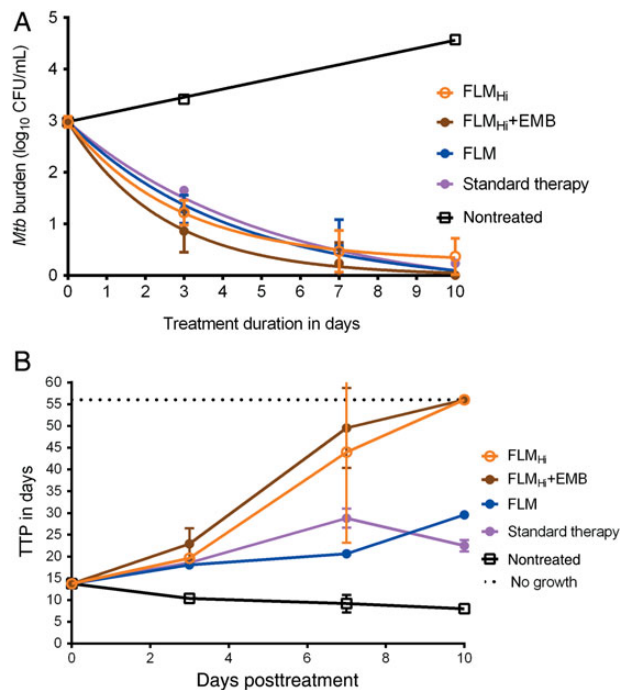 A
Mtb burden (log10 CFU/mL)
5
4
3
2
1
0
0 1 2 3 4 5 6 7 8 9 10
Treatment duration in days
FLMHi
FLMHi+EMB
FLM
Standard therapy
Nontreated
B
TTP in days
60
55
50
45
40
35
30
25
20
15
10
5
0
0 2 4 6 8 10
Days posttreatment
FLMHi
FLMHi+EMB
FLM
Standard therapy
Nontreated
No growth